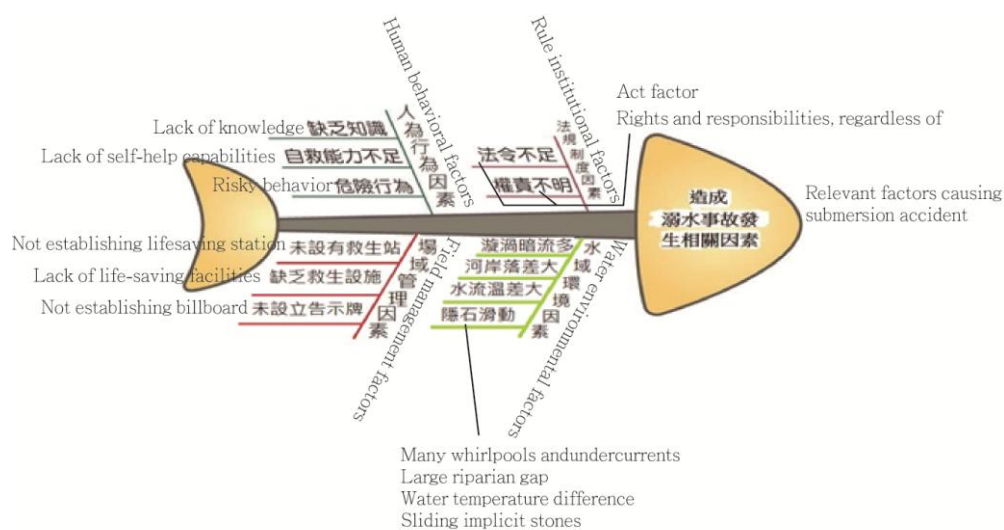 Human behavioral factors
人為行為因素
Lack of knowledge
缺乏知識
Lack of self-help capabilities
自救能力不足
Risky behavior
危險行為
Rule institutional factors
法規制度因素
法令不足
權責不明
Act factor
Rights and responsibilities, regardless of
造成
溺水事故發
生相關因素
Relevant factors causing
submersion accident
Not establishing lifesaving station
未設有救生站
Lack of life-saving facilities
缺乏救生設施
Not establishing billboard
未設立告示牌
場域管理因素
Field management factors
漩渦暗流多
河岸落差大
水流溫差大
隱石滑動
水域環境因素
Water environmental factors
Many whirlpools andundercurrents
Large riparian gap
Water temperature difference
Sliding implicit stones